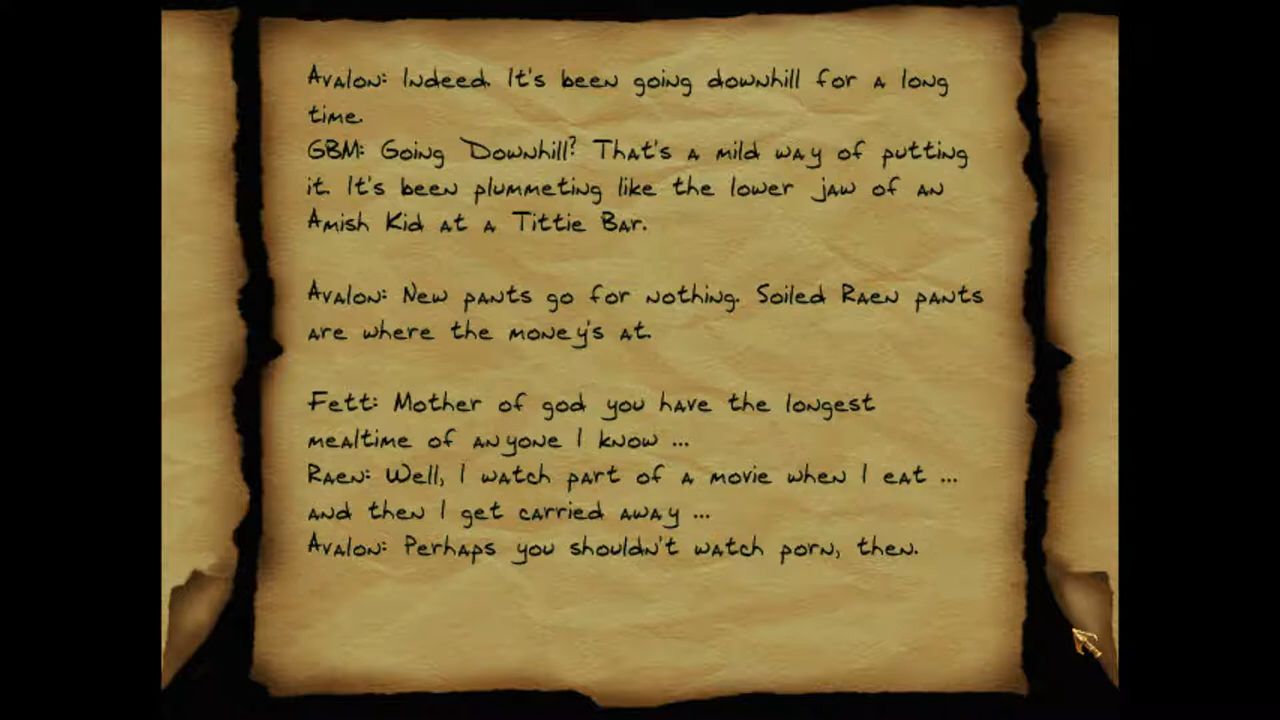 Avalon: Indeed. It's been going downhill for a long
time.
GBM: Going Downhill? That's a mild way of putting
it. It's been plummeting like the lower jaw of an
Amish Kid at a Tittie Bar.
Avalon: New pants go for nothing. Soiled Raen pants
are where the money's at.
Fett: Mother of god you have the longest
mealtime of anyone I know ...
Raen: Well, I watch part of a movie when I eat ...
and then I get carried away ...
Avalon: Perhaps you shouldn't watch porn, then.